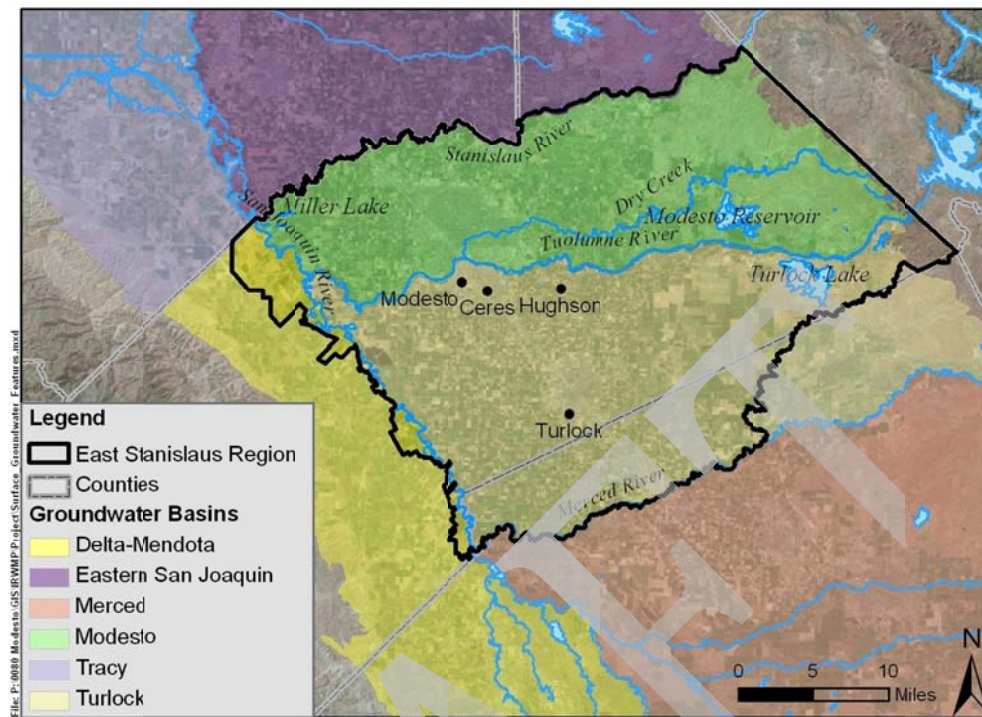 Stanislaus River
San Joaquin River
Miller Lake
Dry Creek
Modesto Reservoir
Tuolumne River
Turlock Lake
Modesto
Ceres
Hughson
Turlock
Merced River
Legend
East Stanislaus Region
Counties
Groundwater Basins
Delta-Mendota
Eastern San Joaquin
Merced
Modesto
Tracy
Turlock
N
0 5 10
Miles